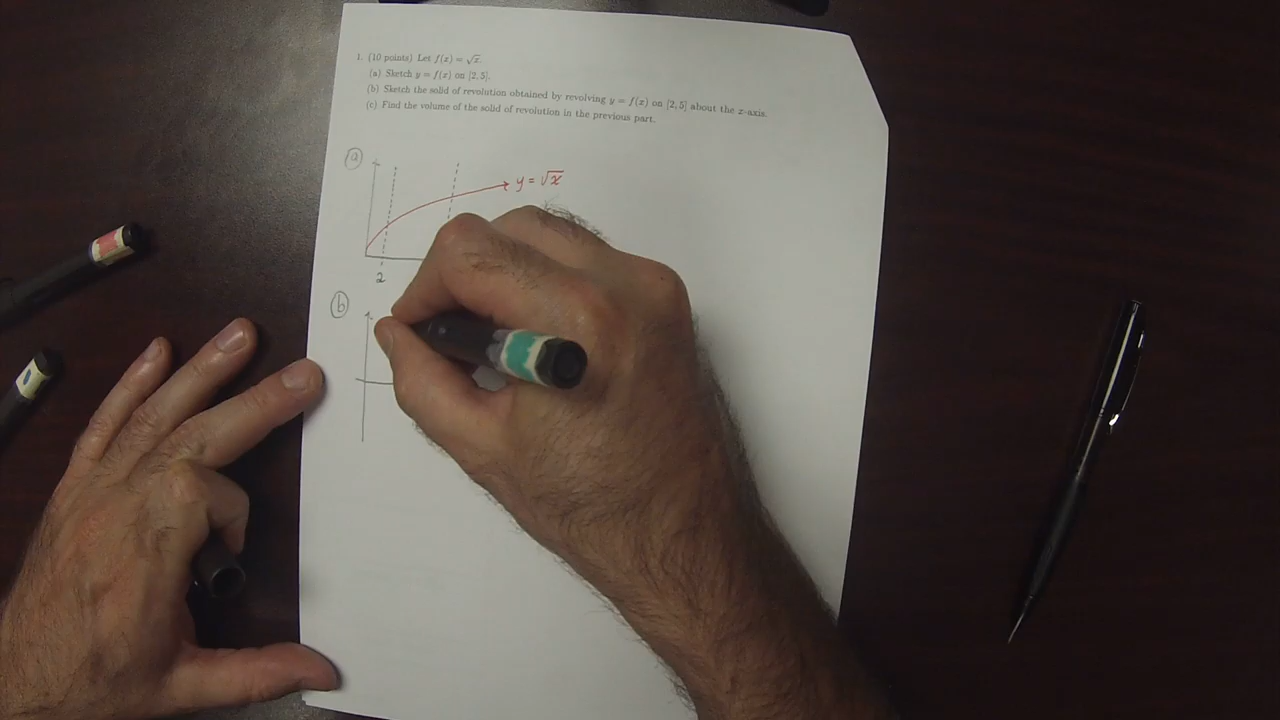 1. (10 points) Let f(x) = √x.
(a) Sketch y = f(x) on [2, 5].
(b) Sketch the solid of revolution obtained by revolving y = f(x) on [2, 5] about the x-axis.
(c) Find the volume of the solid of revolution in the previous part.
(a)
y = √x
2
(b)